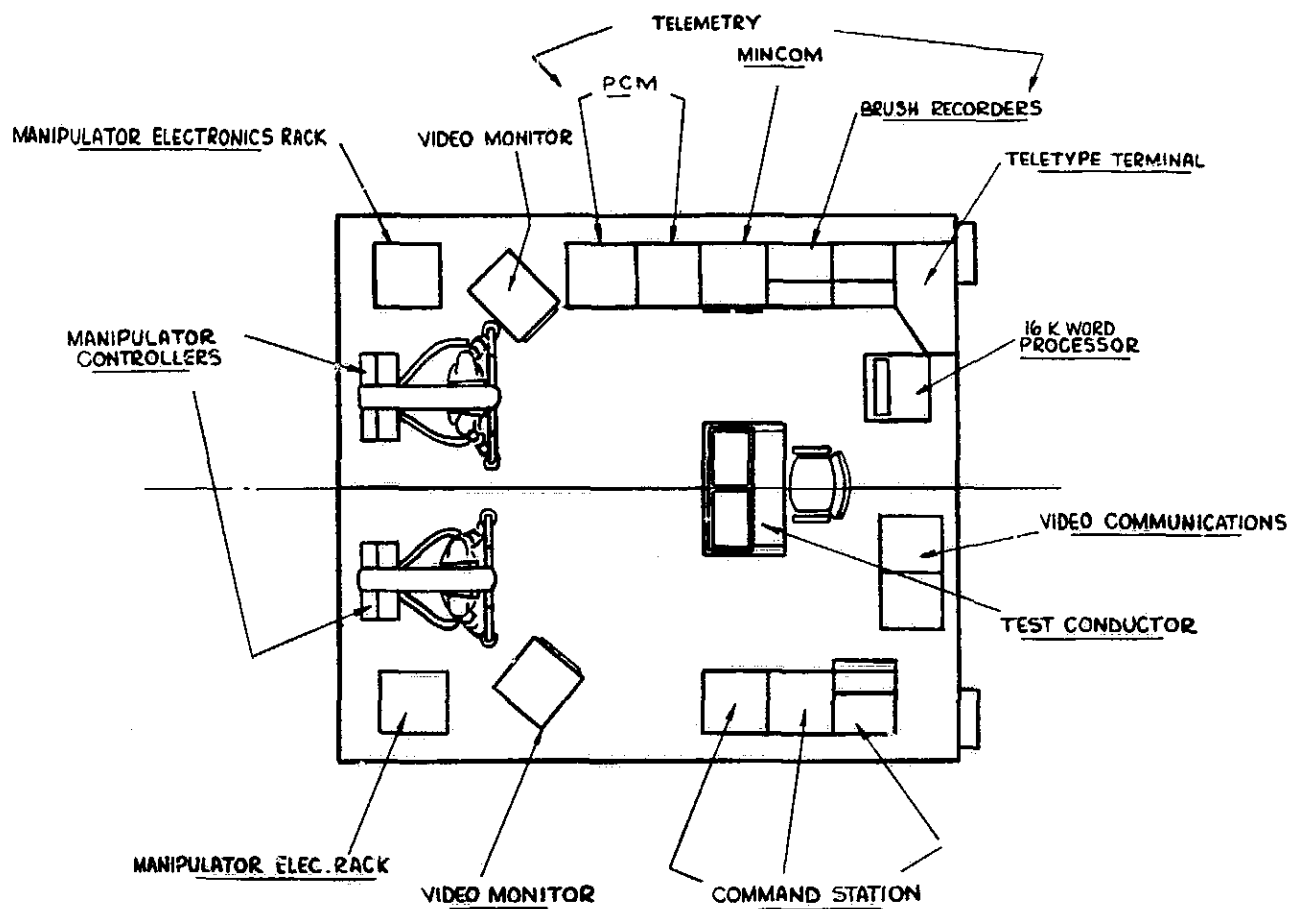 TELEMETRY
MINCOM
PCM
BRUSH RECORDERS
MANIPULATOR ELECTRONICS RACK
VIDEO MONITOR
TELETYPE TERMINAL
16 K WORD
PROCESSOR
MANIPULATOR
CONTROLLERS
VIDEO COMMUNICATIONS
TEST CONDUCTOR
MANIPULATOR ELEC. RACK
VIDEO MONITOR
COMMAND STATION